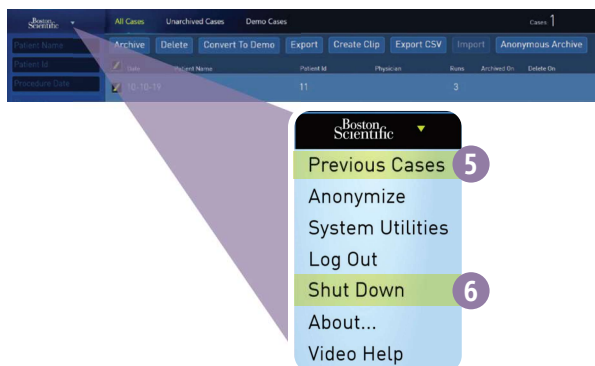 Boston Scientific
All Cases Unarchived Cases Demo Cases Cases 1
Patient Name
Archive Delete Convert To Demo Export Create Clip Export CSV Import Anonymous Archive
Patient Id
Date Patient Name Patient Id Physician Runs Archived On Delete On
Procedure Date
10-10-19 11 3
Boston
Scientific
Previous Cases 5
Anonymize
System Utilities
Log Out
Shut Down 6
About...
Video Help